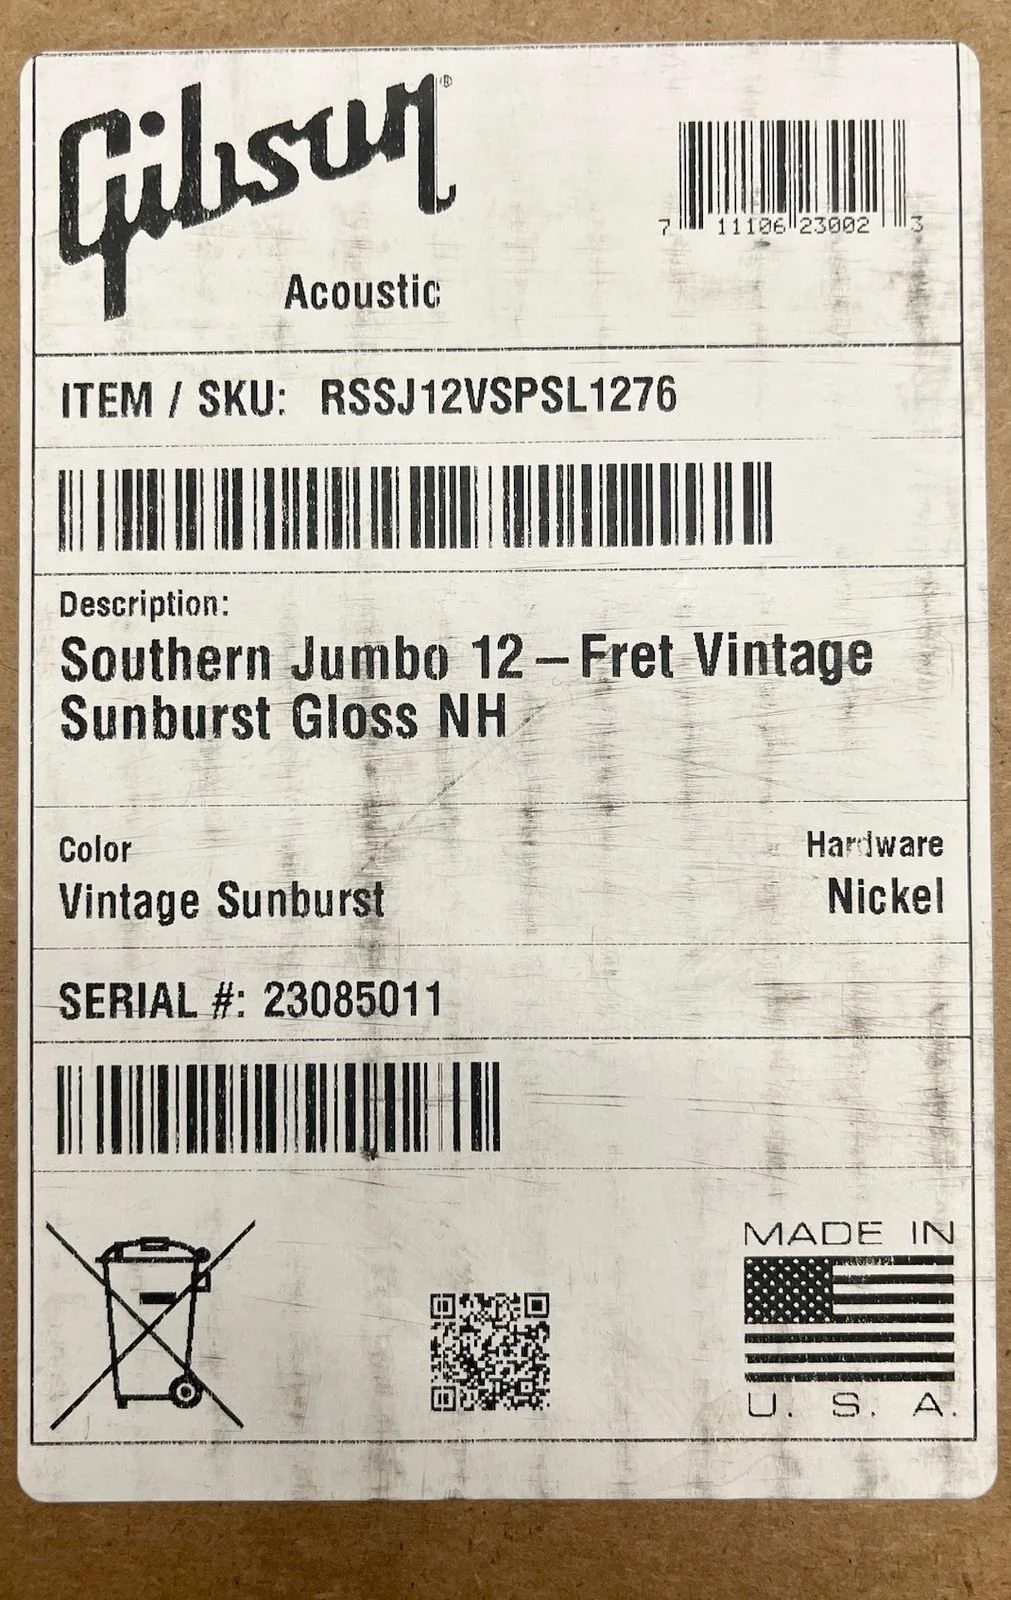 Gibson®
7 11106 23002 3
Acoustic
ITEM / SKU: RSSJ12VSPSL1276
Description:
Southern Jumbo 12 – Fret Vintage
Sunburst Gloss NH
Color
Hardware
Vintage Sunburst
Nickel
SERIAL #: 23085011
MADE IN
U. S. A.